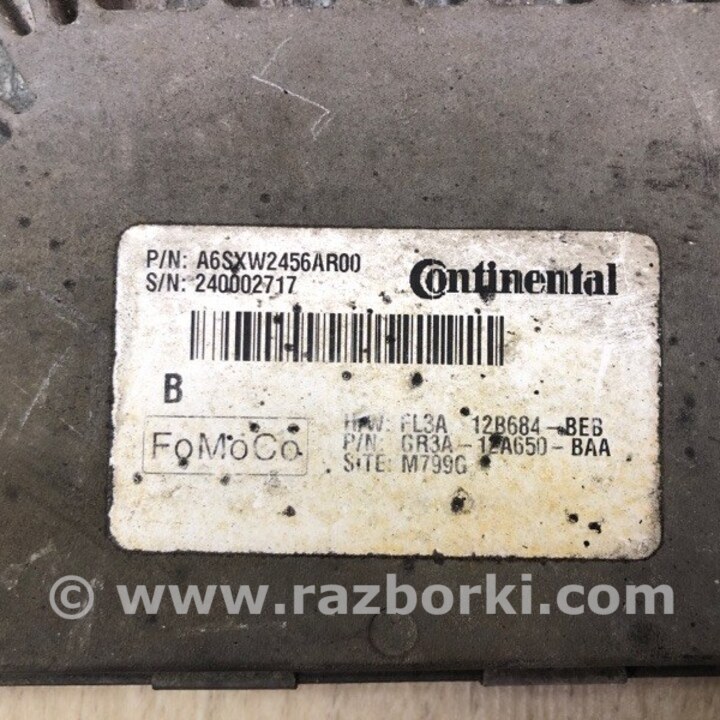 P/N: A6SXW2456AR00
S/N: 240002717
Continental
B
FoMoCo
H/W: FL3A 12B684-BEB
P/N: GR3A-12A650-BAA
SITE: M799G
© www.razborki.com